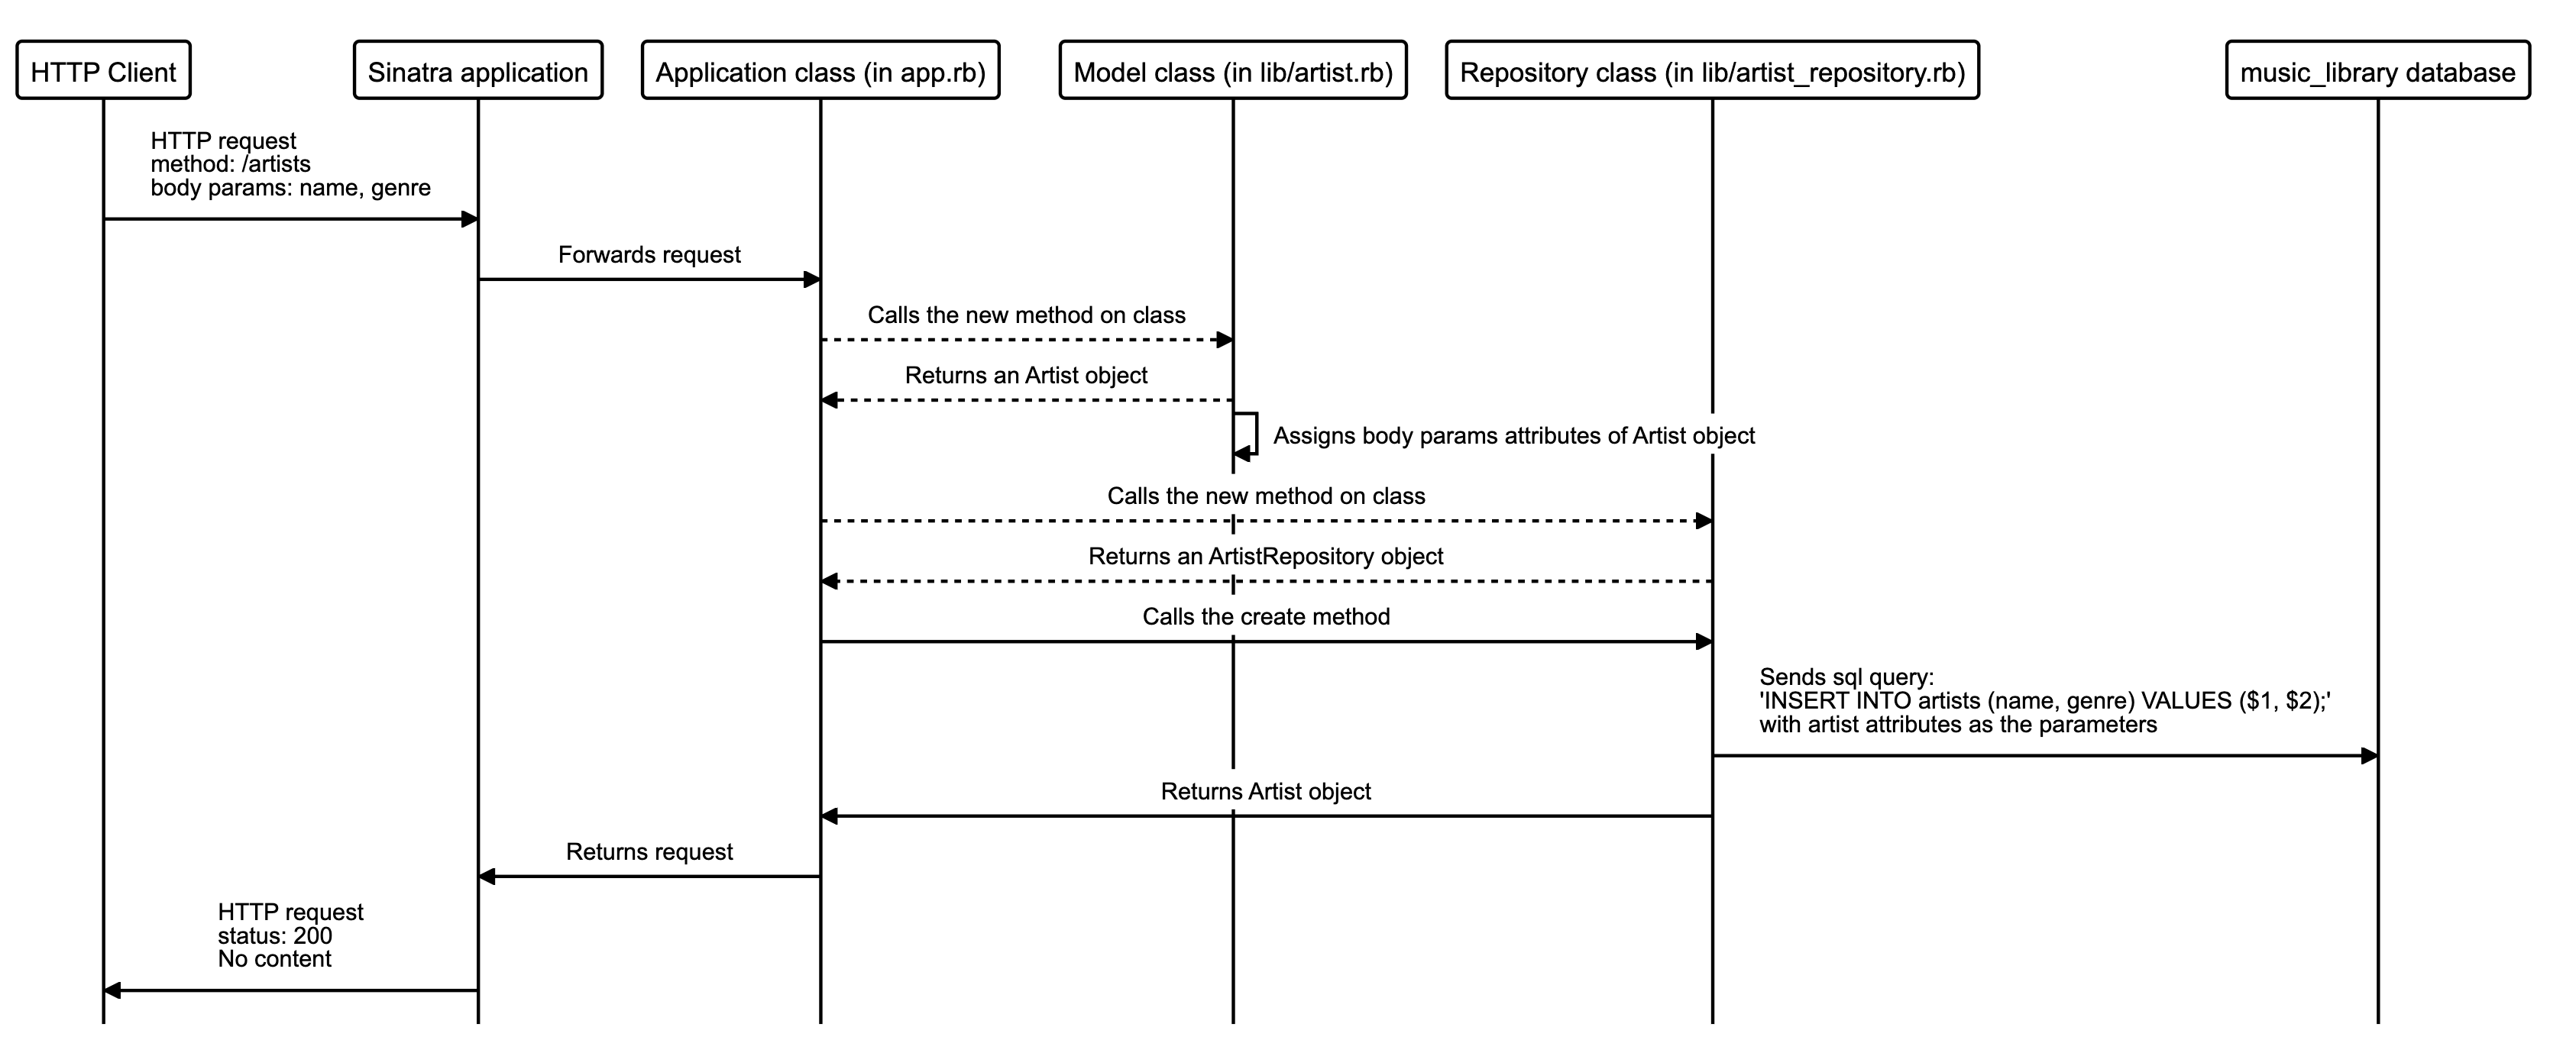 HTTP Client
Sinatra application
Application class (in app.rb)
Model class (in lib/artist.rb)
Repository class (in lib/artist_repository.rb)
music_library database
HTTP request
method: /artists
body params: name, genre
Forwards request
Calls the new method on class
Returns an Artist object
Assigns body params attributes of Artist object
Calls the new method on class
Returns an ArtistRepository object
Calls the create method
Sends sql query:
'INSERT INTO artists (name, genre) VALUES ($1, $2);'
with artist attributes as the parameters
Returns Artist object
Returns request
HTTP request
status: 200
No content